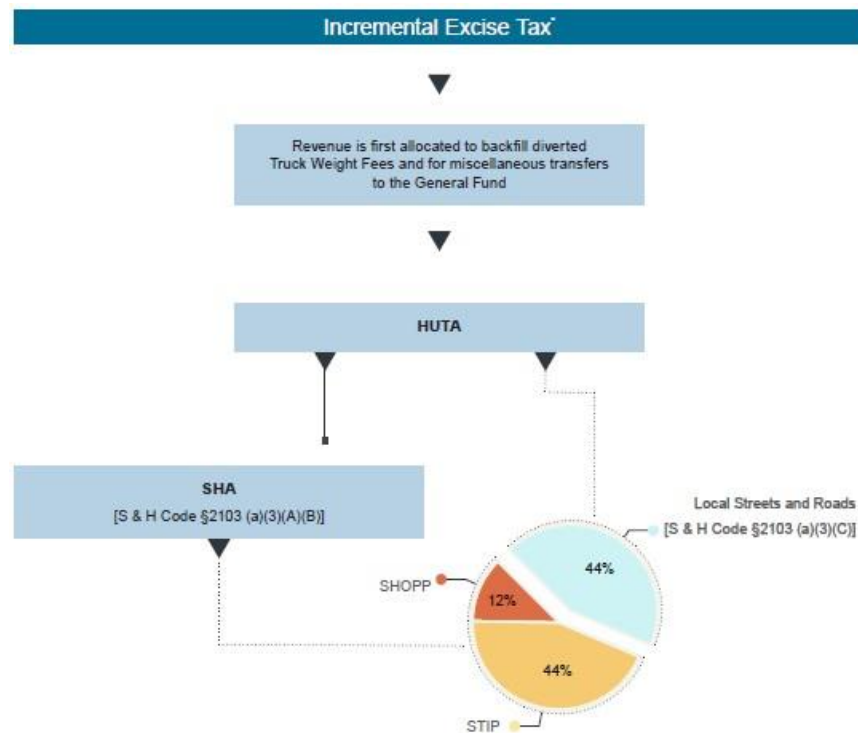 Incremental Excise Tax*
Revenue is first allocated to backfill diverted
Truck Weight Fees and for miscellaneous transfers
to the General Fund
HUTA
SHA
[S & H Code §2103 (a)(3)(A)(B)]
Local Streets and Roads
[S & H Code §2103 (a)(3)(C)]
44%
SHOPP
12%
44%
STIP